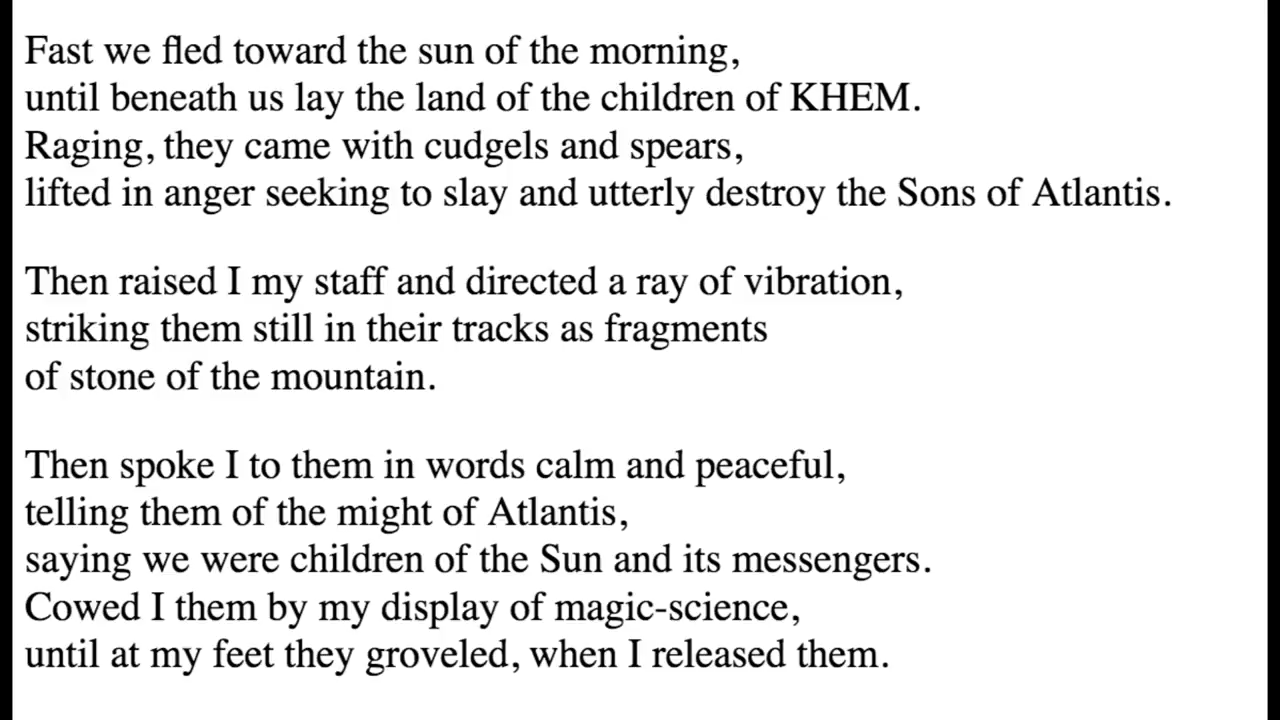 Fast we fled toward the sun of the morning,
until beneath us lay the land of the children of KHEM.
Raging, they came with cudgels and spears,
lifted in anger seeking to slay and utterly destroy the Sons of Atlantis.
Then raised I my staff and directed a ray of vibration,
striking them still in their tracks as fragments
of stone of the mountain.
Then spoke I to them in words calm and peaceful,
telling them of the might of Atlantis,
saying we were children of the Sun and its messengers.
Cowed I them by my display of magic-science,
until at my feet they groveled, when I released them.